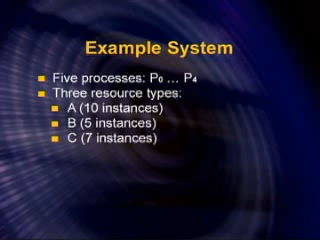 Example System
Five processes: P0 ... P4
Three resource types:
A (10 instances)
B (5 instances)
C (7 instances)